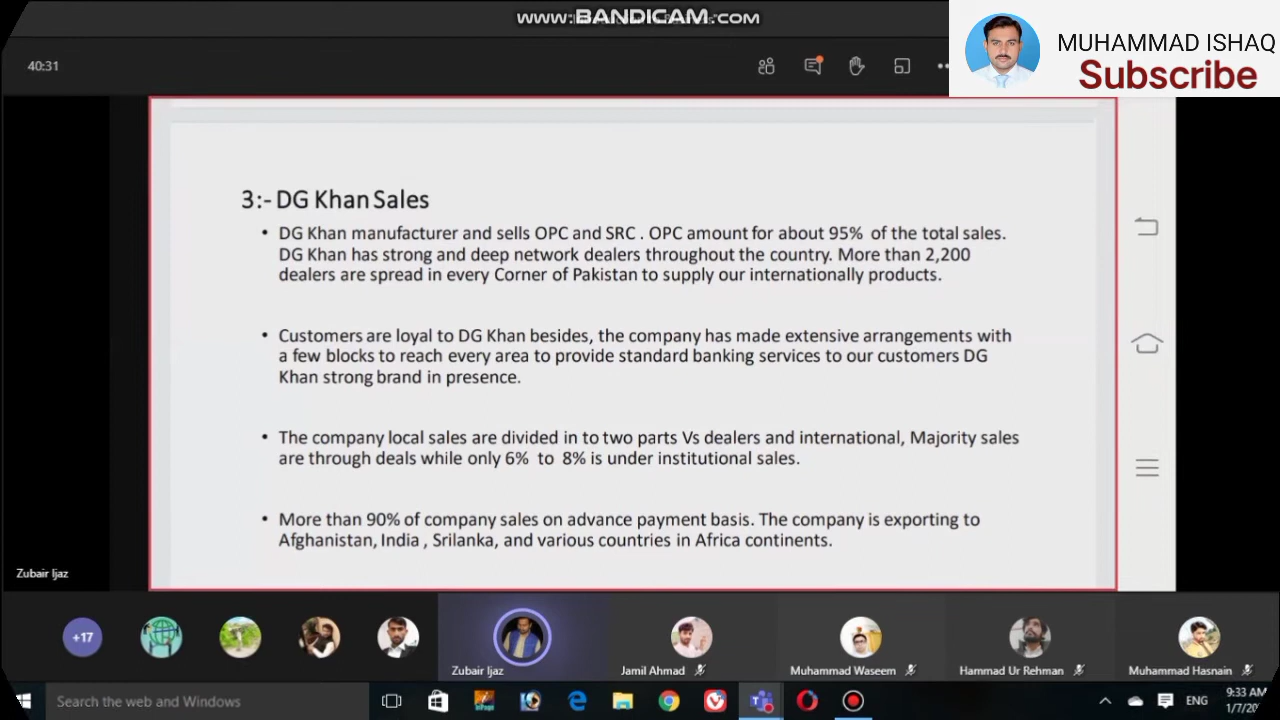 www.BANDICAM.com
MUHAMMAD ISHAQ
Subscribe
40:31
3:- DG Khan Sales
• DG Khan manufacturer and sells OPC and SRC . OPC amount for about 95% of the total sales.
DG Khan has strong and deep network dealers throughout the country. More than 2,200
dealers are spread in every Corner of Pakistan to supply our internationally products.
• Customers are loyal to DG Khan besides, the company has made extensive arrangements with
a few blocks to reach every area to provide standard banking services to our customers DG
Khan strong brand in presence.
• The company local sales are divided in to two parts Vs dealers and international, Majority sales
are through deals while only 6% to 8% is under institutional sales.
• More than 90% of company sales on advance payment basis. The company is exporting to
Afghanistan, India , Srilanka, and various countries in Africa continents.
Zubair Ijaz
+17
Zubair Ijaz
Jamil Ahmad
Muhammad Waseem
Hammad Ur Rehman
Muhammad Hasnain
Search the web and Windows
ENG
9:33 AM